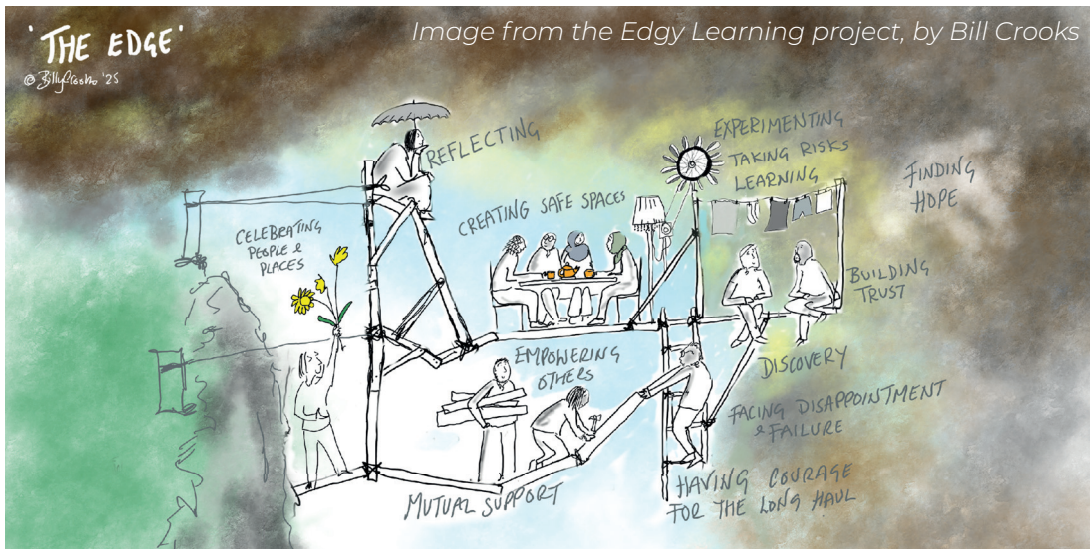 'THE EDGE'
© Billy Crooks '25
Image from the Edgy Learning project, by Bill Crooks
REFLECTING
EXPERIMENTING
TAKING RISKS
LEARNING
FINDING
HOPE
CREATING SAFE SPACES
CELEBRATING
PEOPLE &
PLACES
BUILDING
TRUST
EMPOWERING
OTHERS
DISCOVERY
FACING DISAPPOINTMENT
& FAILURE
MUTUAL SUPPORT
HAVING COURAGE
FOR THE LONG HAUL